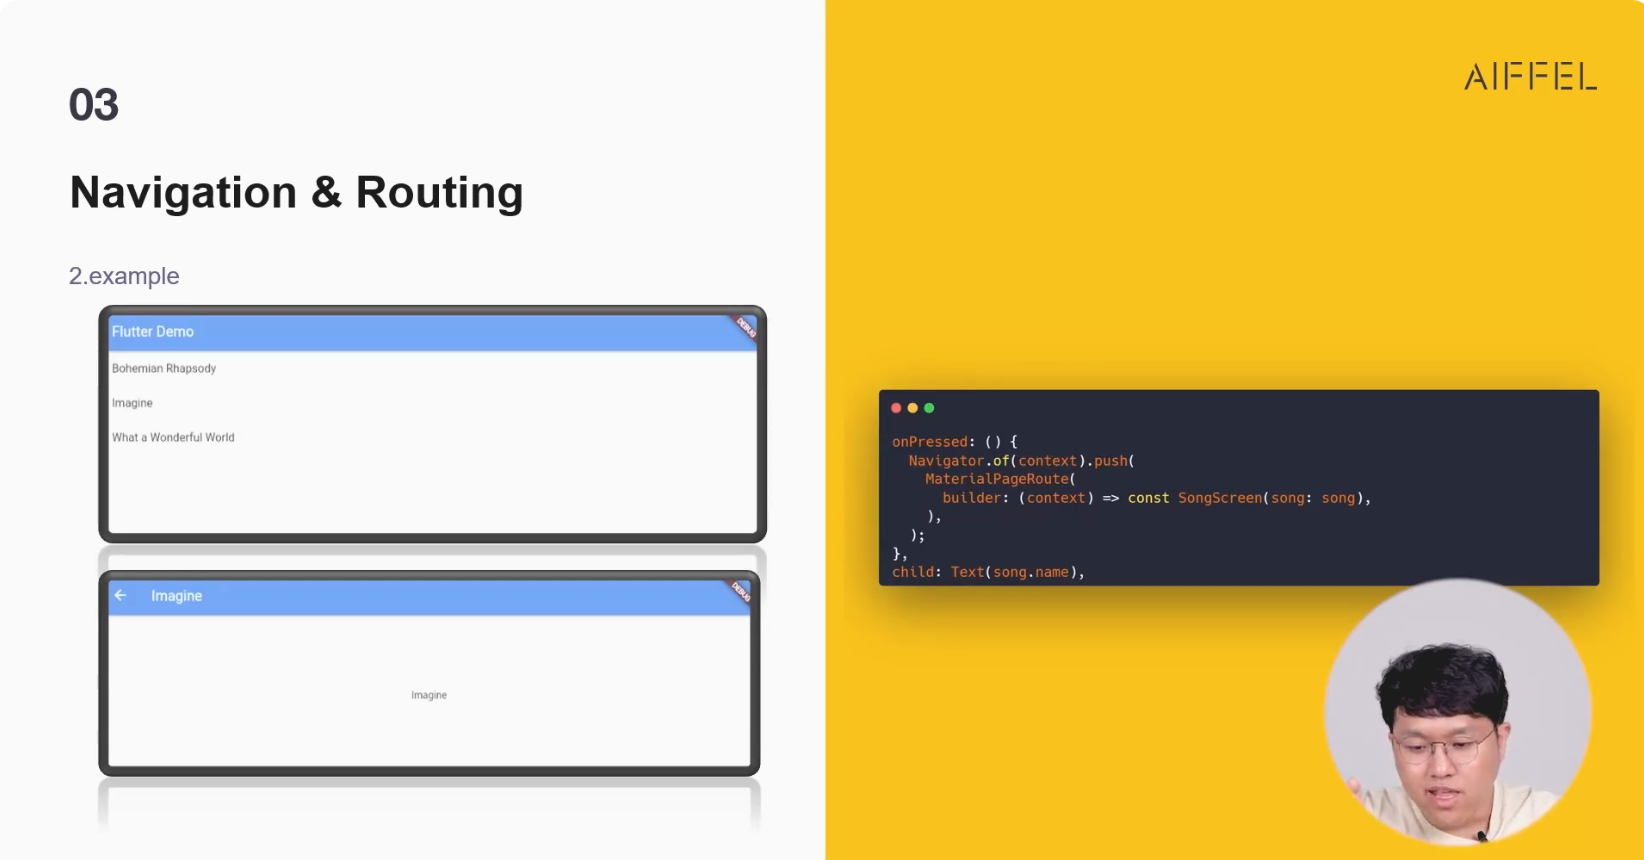 03
Navigation & Routing
2.example
Flutter Demo
DEBUG
Bohemian Rhapsody
Imagine
What a Wonderful World
Imagine
DEBUG
Imagine
AIFFEL
onPressed: () {
  Navigator.of(context).push(
    MaterialPageRoute(
      builder: (context) => const SongScreen(song: song),
    ),
  );
},
child: Text(song.name),